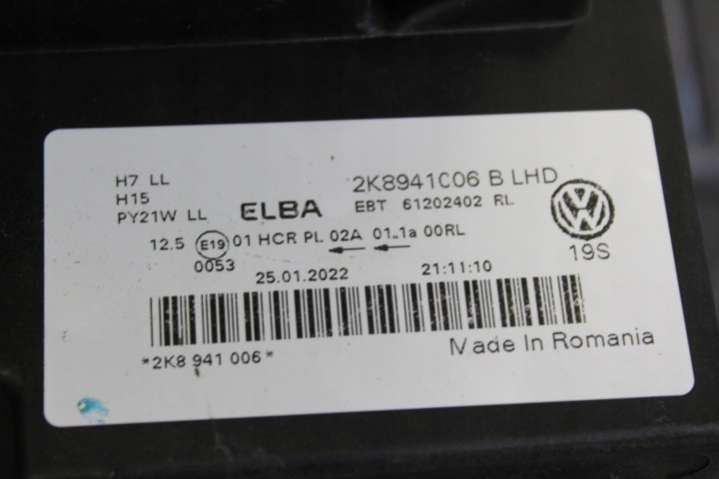 H7 LL
H15
PY21W LL
ELBA
2K8941006 B LHD
EBT 61202402 RL
12.5 E19 01 HCR PL 02A 01.1a 00RL
0053
19S
25.01.2022 21:11:10
*2K8 941 006*
Made In Romania